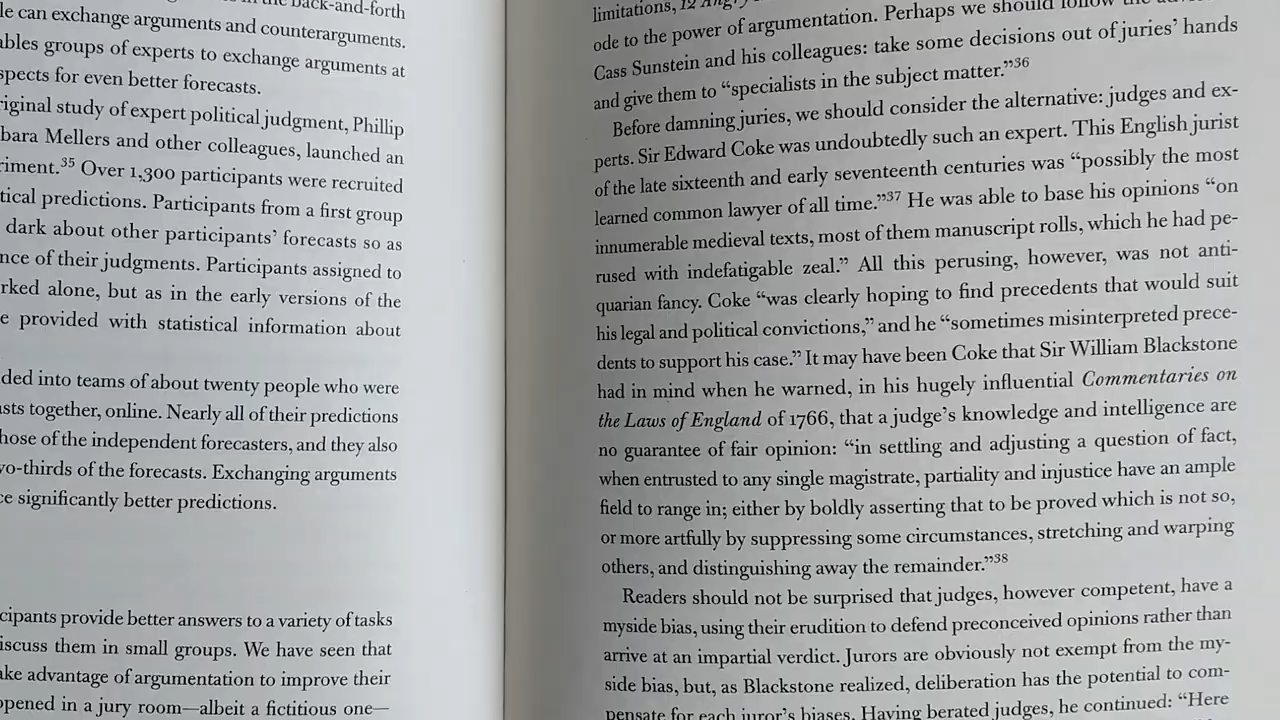 the back-and-forth
le can exchange arguments and counterarguments.
ables groups of experts to exchange arguments at
spects for even better forecasts.
riginal study of expert political judgment, Phillip
bara Mellers and other colleagues, launched an
riment.35 Over 1,300 participants were recruited
tical predictions. Participants from a first group
dark about other participants’ forecasts so as
nce of their judgments. Participants assigned to
rked alone, but as in the early versions of the
e provided with statistical information about
ded into teams of about twenty people who were
asts together, online. Nearly all of their predictions
hose of the independent forecasters, and they also
wo-thirds of the forecasts. Exchanging arguments
ce significantly better predictions.
cipants provide better answers to a variety of tasks
iscuss them in small groups. We have seen that
ake advantage of argumentation to improve their
opened in a jury room—albeit a fictitious one—
limitations, 12 Angry
ode to the power of argumentation. Perhaps we should follow the
Cass Sunstein and his colleagues: take some decisions out of juries’ hands
and give them to “specialists in the subject matter.”36
Before damning juries, we should consider the alternative: judges and ex-
perts. Sir Edward Coke was undoubtedly such an expert. This English jurist
of the late sixteenth and early seventeenth centuries was “possibly the most
learned common lawyer of all time.”37 He was able to base his opinions “on
innumerable medieval texts, most of them manuscript rolls, which he had pe-
rused with indefatigable zeal.” All this perusing, however, was not anti-
quarian fancy. Coke “was clearly hoping to find precedents that would suit
his legal and political convictions,” and he “sometimes misinterpreted prece-
dents to support his case.” It may have been Coke that Sir William Blackstone
had in mind when he warned, in his hugely influential Commentaries on
the Laws of England of 1766, that a judge’s knowledge and intelligence are
no guarantee of fair opinion: “in settling and adjusting a question of fact,
when entrusted to any single magistrate, partiality and injustice have an ample
field to range in; either by boldly asserting that to be proved which is not so,
or more artfully by suppressing some circumstances, stretching and warping
others, and distinguishing away the remainder.”38
Readers should not be surprised that judges, however competent, have a
myside bias, using their erudition to defend preconceived opinions rather than
arrive at an impartial verdict. Jurors are obviously not exempt from the my-
side bias, but, as Blackstone realized, deliberation has the potential to com-
pensate for each juror’s biases. Having berated judges, he continued: “Here